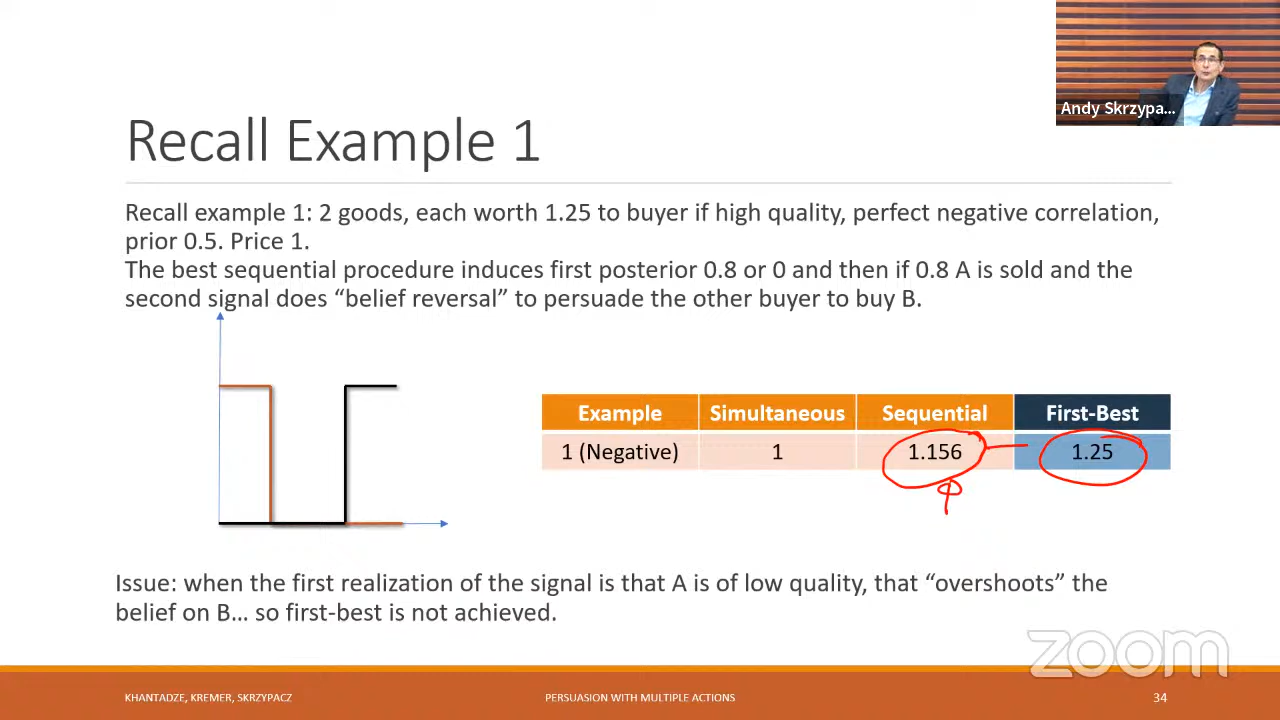 Andy Skrzypa...
Recall Example 1
Recall example 1: 2 goods, each worth 1.25 to buyer if high quality, perfect negative correlation,
prior 0.5. Price 1.
The best sequential procedure induces first posterior 0.8 or 0 and then if 0.8 A is sold and the
second signal does “belief reversal” to persuade the other buyer to buy B.
Example Simultaneous Sequential First-Best
1 (Negative) 1 1.156 1.25
Issue: when the first realization of the signal is that A is of low quality, that “overshoots” the
belief on B... so first-best is not achieved.
zoom
KHANTADZE, KREMER, SKRZYPACZ PERSUASION WITH MULTIPLE ACTIONS 34